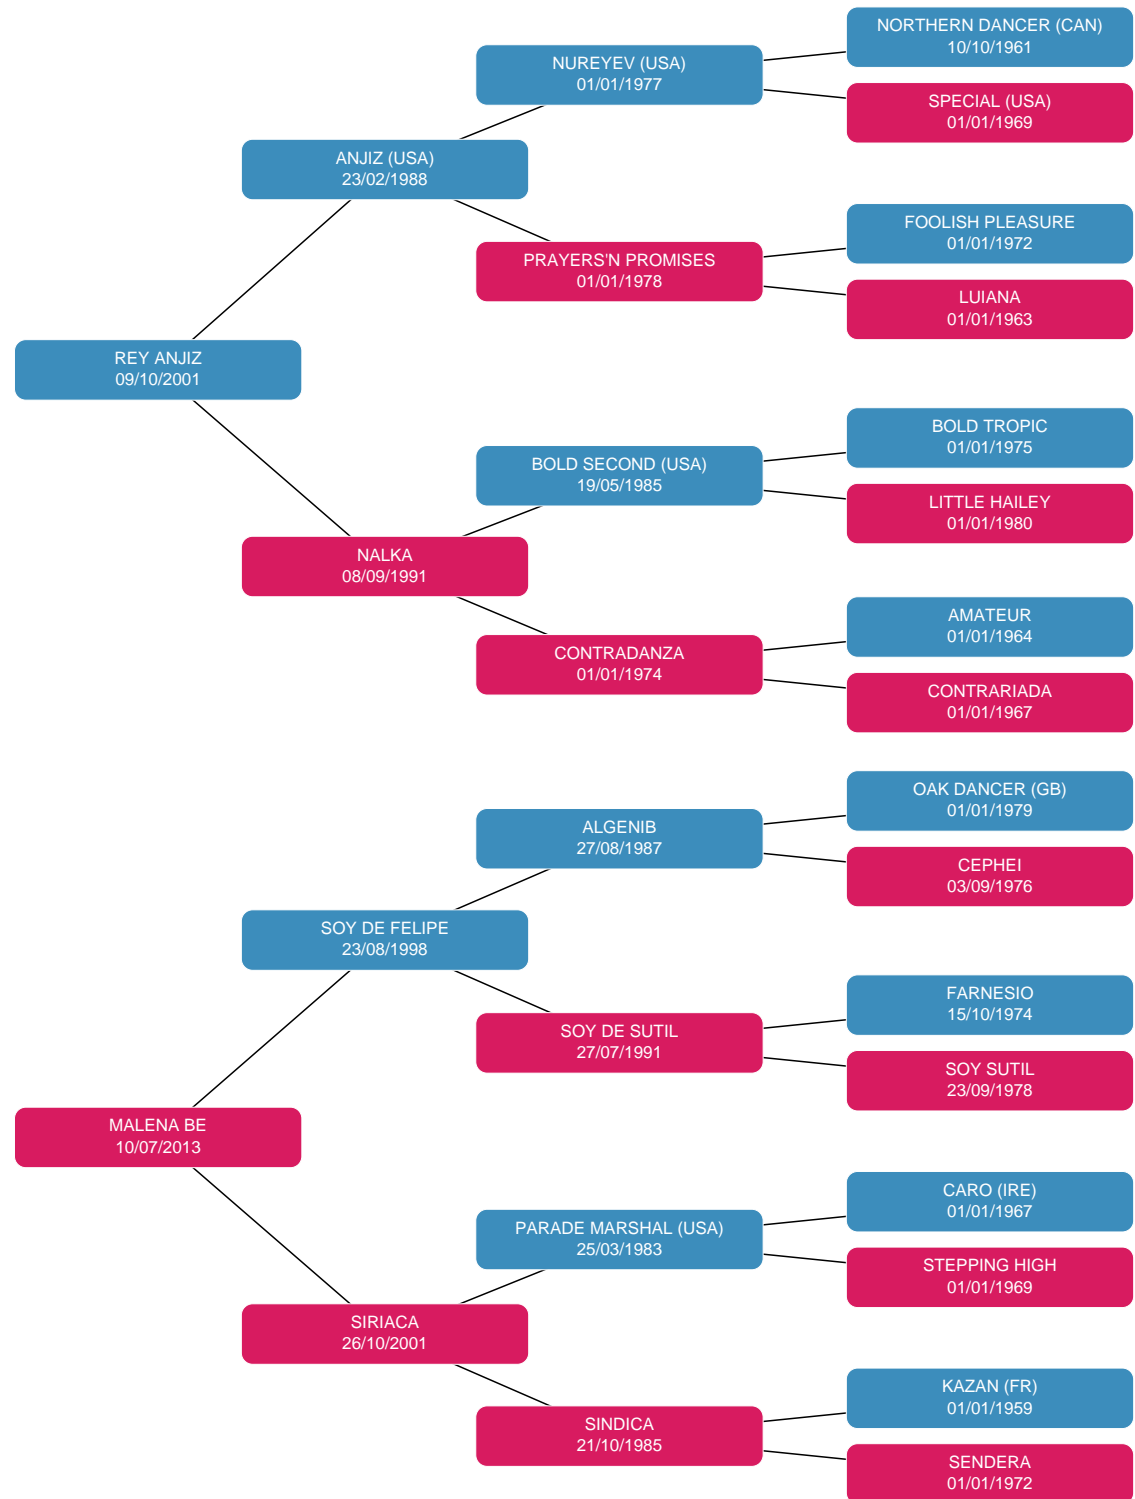 NORTHERN DANCER (CAN)
10/10/1961
NUREYEV (USA)
01/01/1977
SPECIAL (USA)
01/01/1969
ANJIZ (USA)
23/02/1988
FOOLISH PLEASURE
01/01/1972
PRAYERS'N PROMISES
01/01/1978
LUIANA
01/01/1963
REY ANJIZ
09/10/2001
BOLD TROPIC
01/01/1975
BOLD SECOND (USA)
19/05/1985
LITTLE HAILEY
01/01/1980
NALKA
08/09/1991
AMATEUR
01/01/1964
CONTRADANZA
01/01/1974
CONTRARIADA
01/01/1967
OAK DANCER (GB)
01/01/1979
ALGENIB
27/08/1987
CEPHEI
03/09/1976
SOY DE FELIPE
23/08/1998
FARNESIO
15/10/1974
SOY DE SUTIL
27/07/1991
SOY SUTIL
23/09/1978
MALENA BE
10/07/2013
CARO (IRE)
01/01/1967
PARADE MARSHAL (USA)
25/03/1983
STEPPING HIGH
01/01/1969
SIRIACA
26/10/2001
KAZAN (FR)
01/01/1959
SINDICA
21/10/1985
SENDERA
01/01/1972